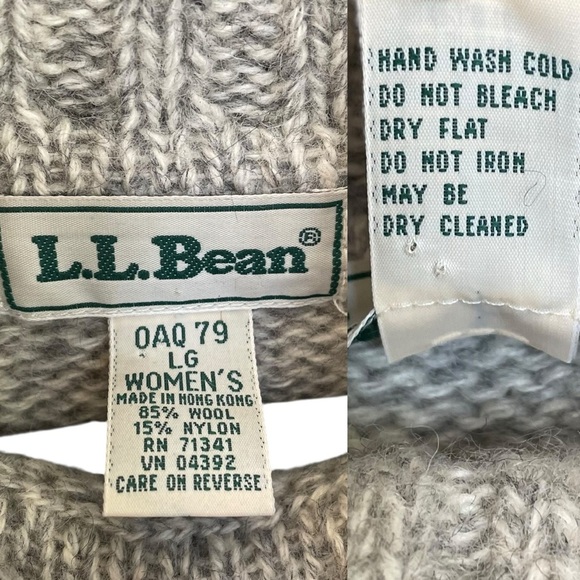 L.L.Bean®
OAQ 79
LG
WOMEN'S
MADE IN HONG KONG
85% WOOL
15% NYLON
RN 71341
VN 04392
CARE ON REVERSE
HAND WASH COLD
DO NOT BLEACH
DRY FLAT
DO NOT IRON
MAY BE
DRY CLEANED